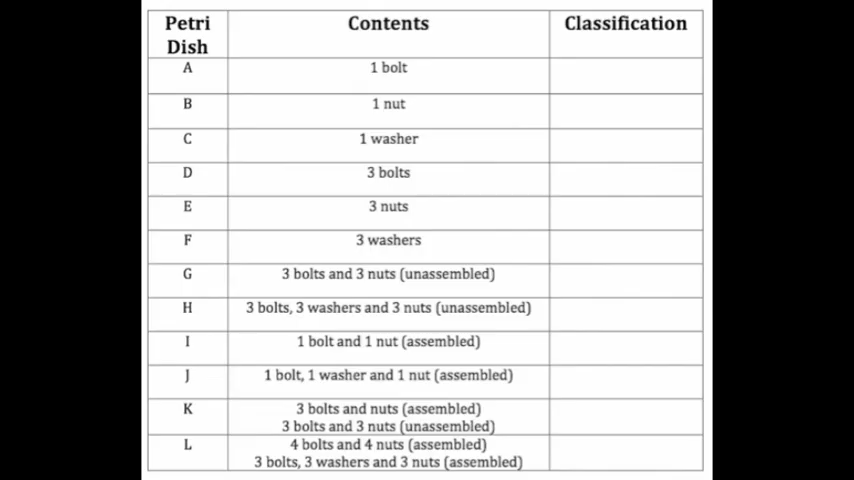 Petri Dish Contents Classification
A 1 bolt
B 1 nut
C 1 washer
D 3 bolts
E 3 nuts
F 3 washers
G 3 bolts and 3 nuts (unassembled)
H 3 bolts, 3 washers and 3 nuts (unassembled)
I 1 bolt and 1 nut (assembled)
J 1 bolt, 1 washer and 1 nut (assembled)
K 3 bolts and nuts (assembled)
3 bolts and 3 nuts (unassembled)
L 4 bolts and 4 nuts (assembled)
3 bolts, 3 washers and 3 nuts (assembled)